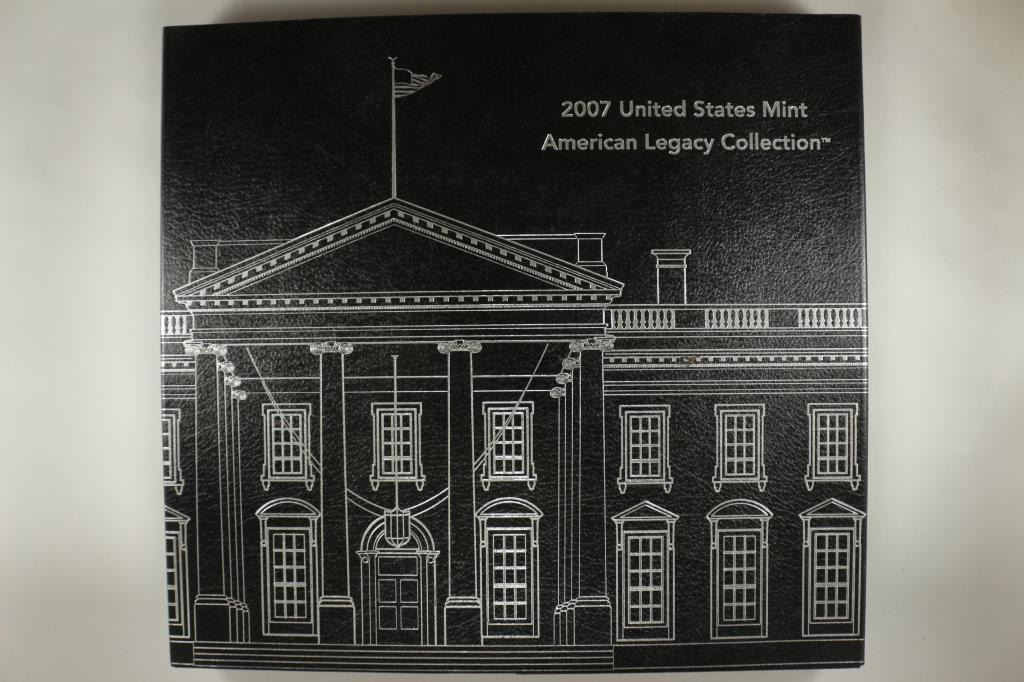 2007 United States Mint
American Legacy Collection™